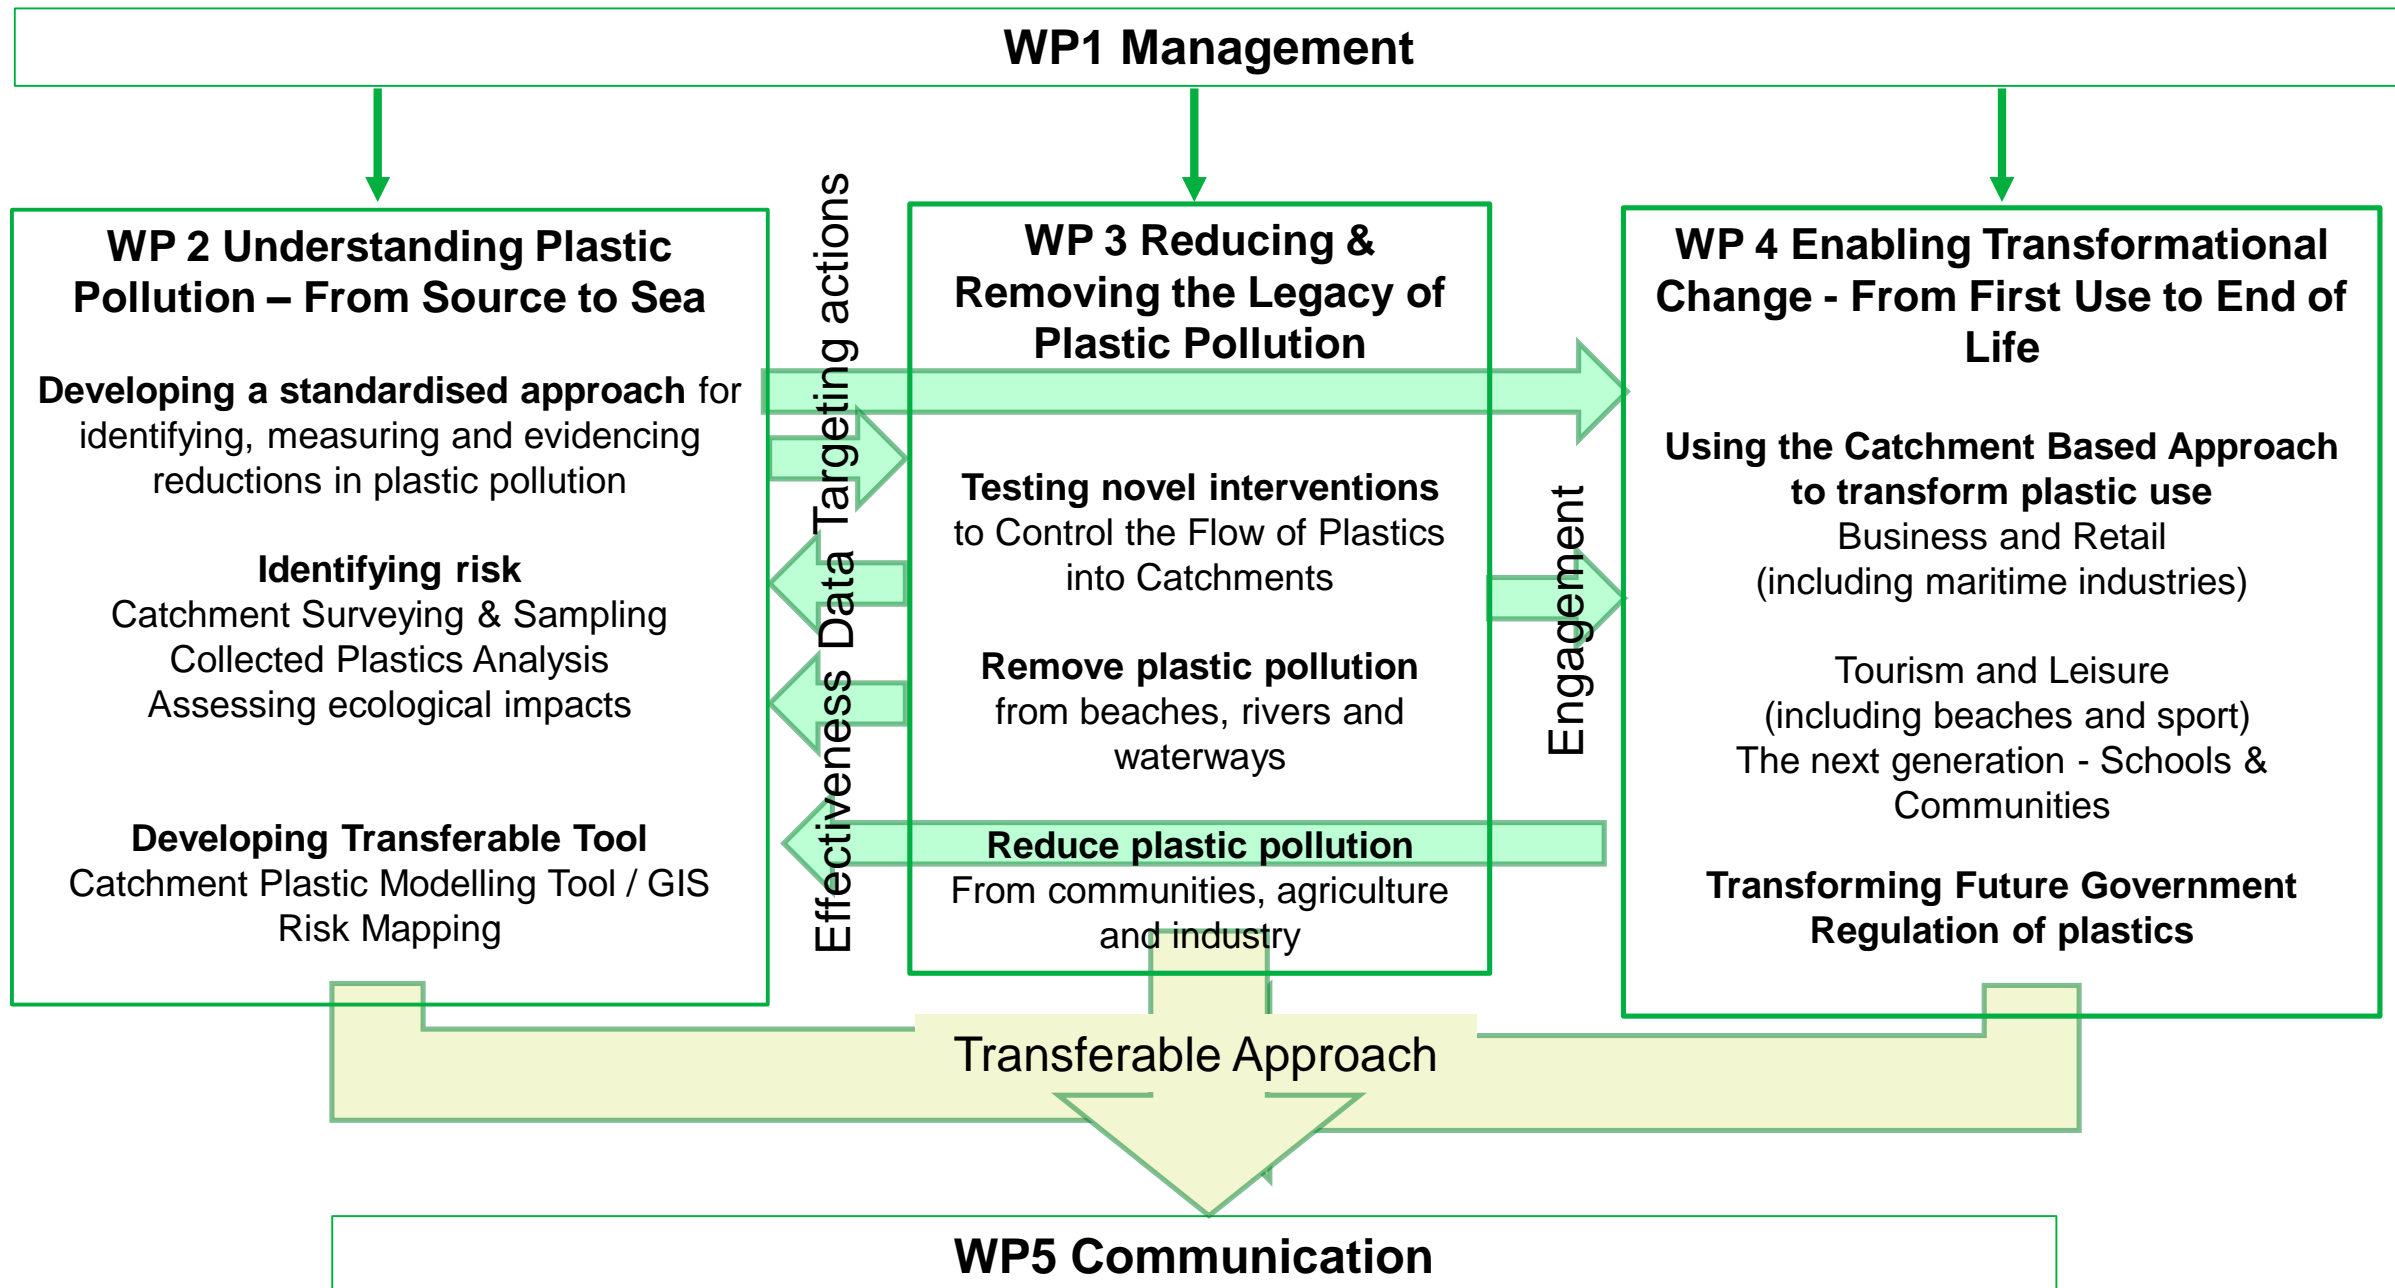 WP1 Management
WP 2 Understanding Plastic
Pollution – From Source to Sea
Developing a standardised approach for
identifying, measuring and evidencing
reductions in plastic pollution
Identifying risk
Catchment Surveying & Sampling
Collected Plastics Analysis
Assessing ecological impacts
Developing Transferable Tool
Catchment Plastic Modelling Tool / GIS
Risk Mapping
Targeting actions
Effectiveness Data
WP 3 Reducing &
Removing the Legacy of
Plastic Pollution
Testing novel interventions
to Control the Flow of Plastics
into Catchments
Remove plastic pollution
from beaches, rivers and
waterways
Reduce plastic pollution
From communities, agriculture
and industry
Engagement
WP 4 Enabling Transformational
Change - From First Use to End of
Life
Using the Catchment Based Approach
to transform plastic use
Business and Retail
(including maritime industries)
Tourism and Leisure
(including beaches and sport)
The next generation - Schools &
Communities
Transforming Future Government
Regulation of plastics
Transferable Approach
WP5 Communication